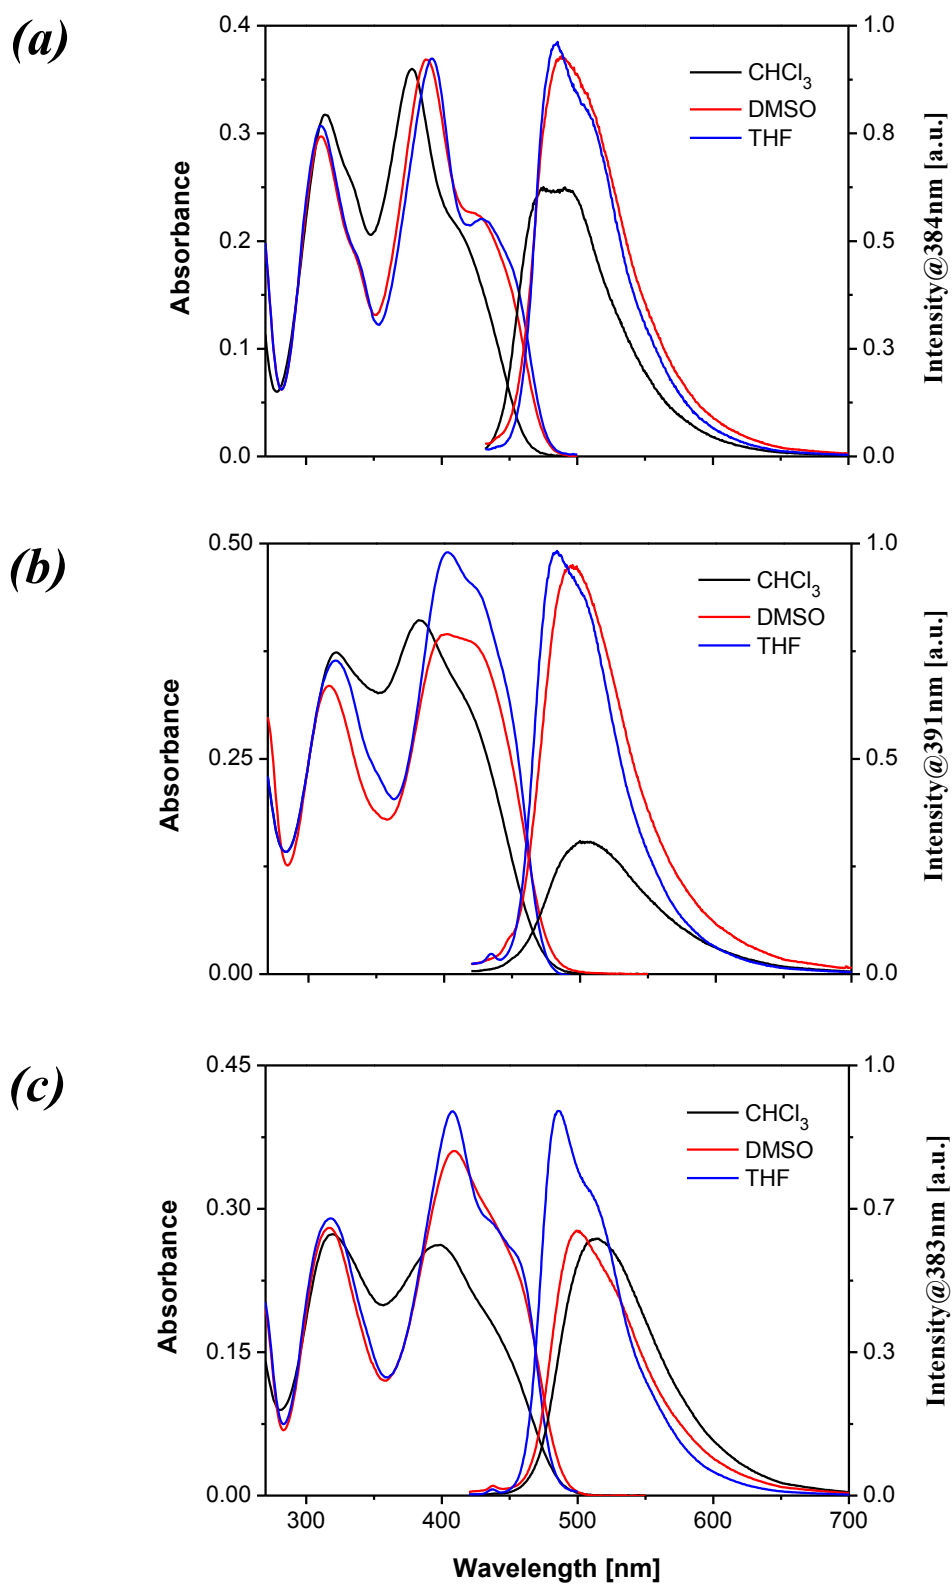 (a)
0.4
0.3
0.2
0.1
0.0
Absorbance
CHCl₃
DMSO
THF
1.0
0.8
0.5
0.3
0.0
Intensity@384nm [a.u.]
(b)
0.50
0.25
0.00
Absorbance
CHCl₃
DMSO
THF
1.0
0.5
0.0
Intensity@391nm [a.u.]
(c)
0.45
0.30
0.15
0.00
Absorbance
CHCl₃
DMSO
THF
1.0
0.7
0.3
0.0
Intensity@383nm [a.u.]
300 400 500 600 700
Wavelength [nm]